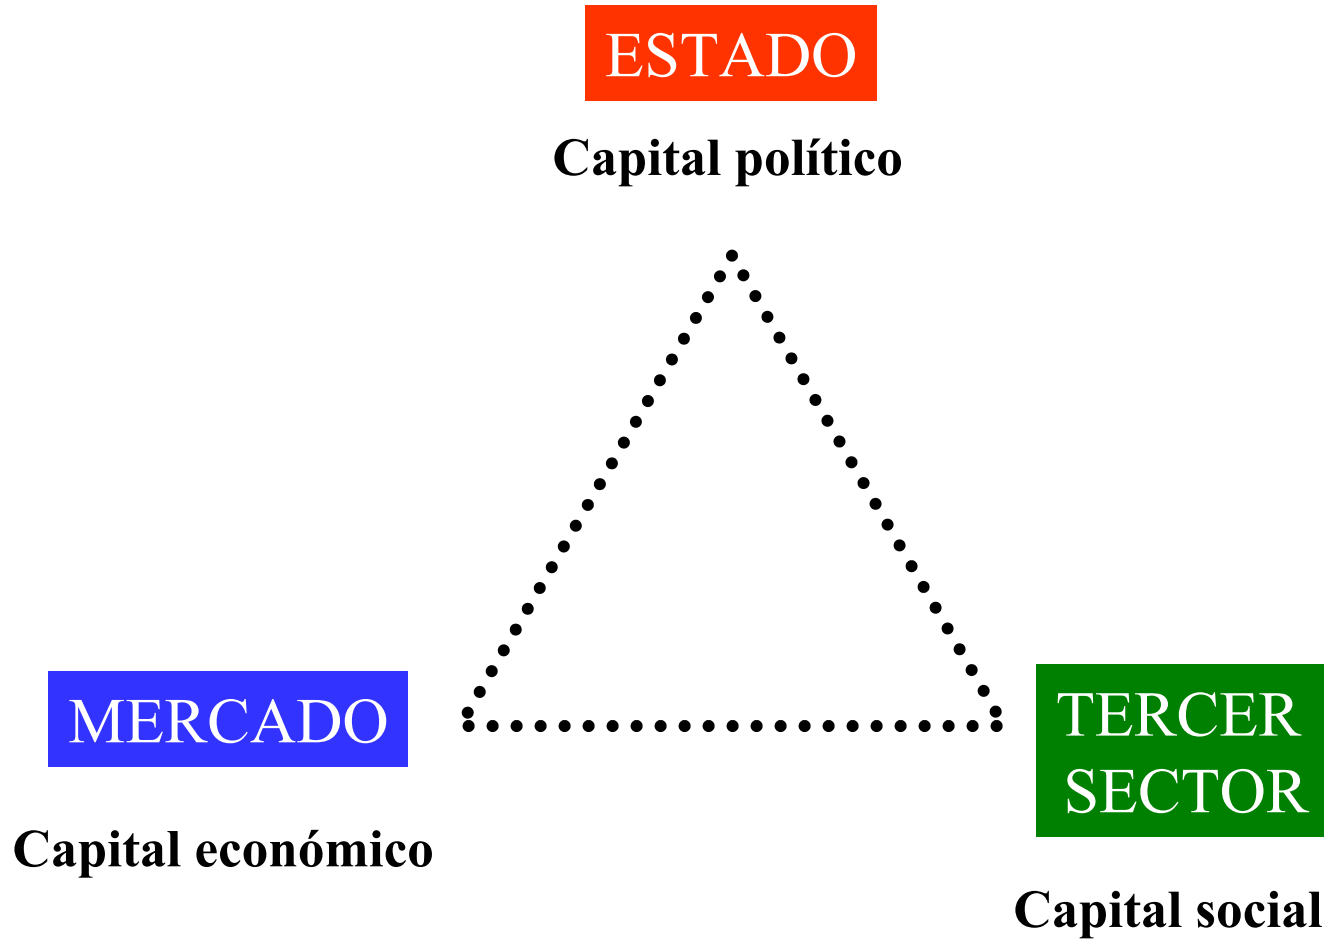 ESTADO
Capital político
MERCADO
Capital económico
TERCER
SECTOR
Capital social